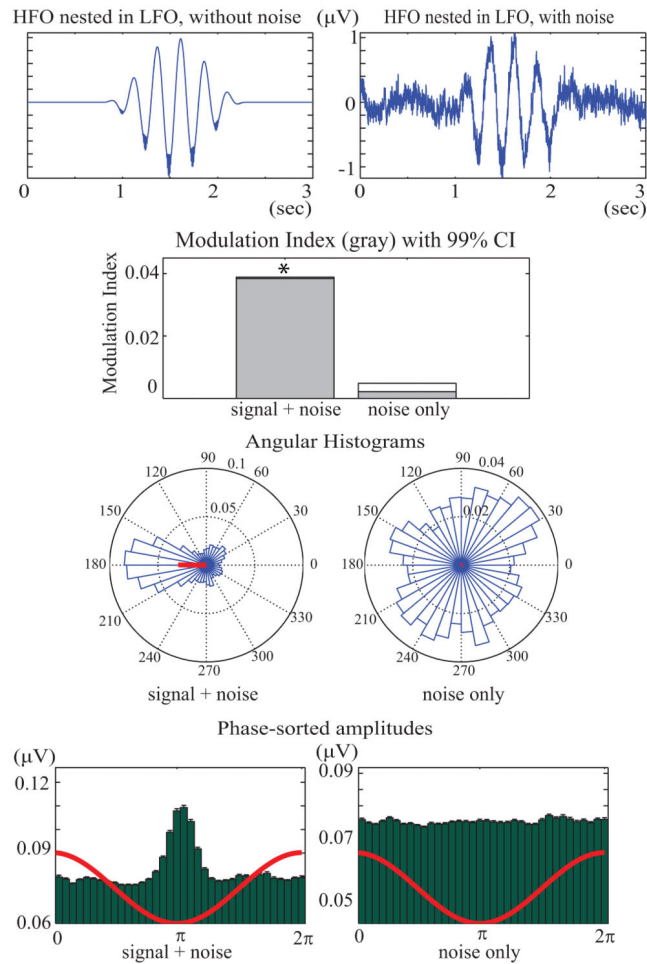 HFO nested in LFO, without noise
(μV) HFO nested in LFO, with noise
1
0
-1
0 1 2 3
(sec)
0 1 2 3
(sec)
Modulation Index (gray) with 99% CI
Modulation Index
0.04
0.02
0
*
signal + noise noise only
Angular Histograms
90
120 0.1 60
150 0.05 30
180 0
210 330
240 300
270
signal + noise
90
120 0.04 60
150 0.02 30
180 0
210 330
240 300
270
noise only
Phase-sorted amplitudes
(μV)
0.12
0.09
0.06
0 π 2π
signal + noise
(μV)
0.09
0.07
0.05
0 π 2π
noise only